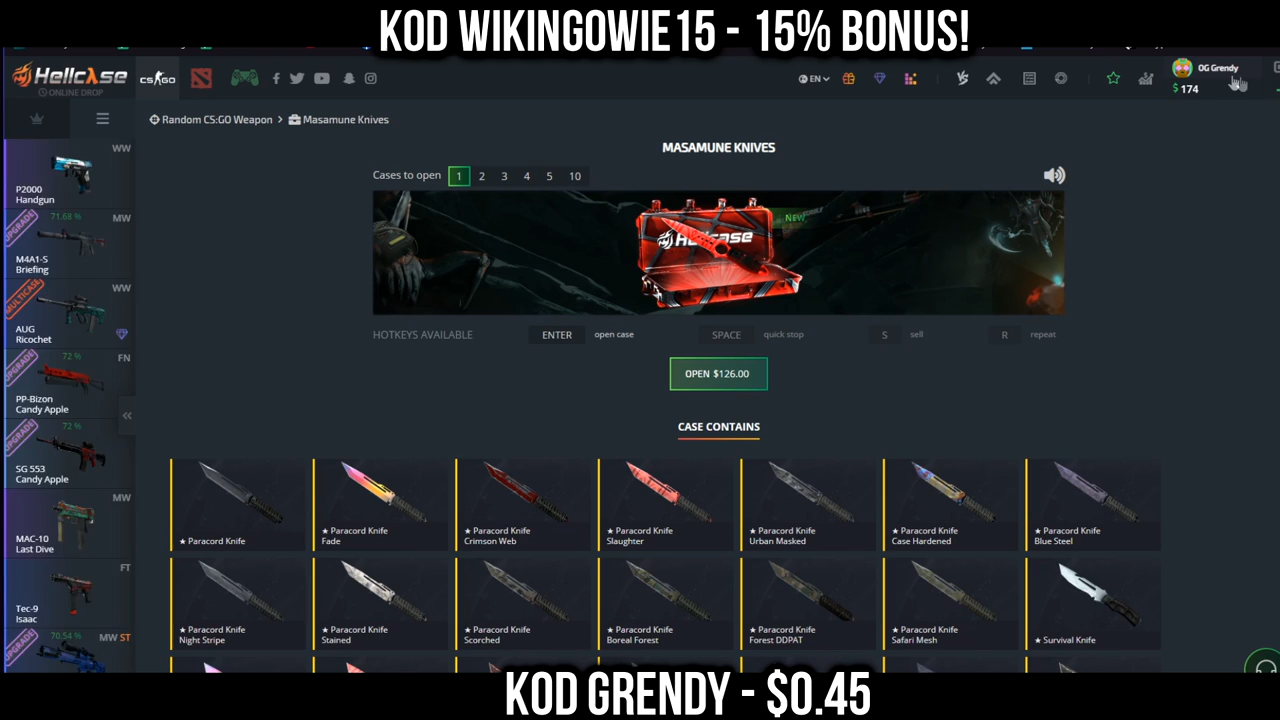 KOD WIKINGOWIE15 - 15% BONUS!
Hellcase
ONLINE DROP
CS:GO
EN
VS
OG Grendy
$ 174
Random CS:GO Weapon > Masamune Knives
WW
P2000
Handgun
UPGRADE
71.68 %
MW
M4A1-S
Briefing
MULTICASE
WW
AUG
Ricochet
UPGRADE
72 %
FN
PP-Bizon
Candy Apple
UPGRADE
72 %
SG 553
Candy Apple
MW
MAC-10
Last Dive
FT
Tec-9
Isaac
UPGRADE
70.54 %
MW ST
MASAMUNE KNIVES
Cases to open 1 2 3 4 5 10
Hellcase
NEW
HOTKEYS AVAILABLE ENTER open case SPACE quick stop S sell R repeat
OPEN $126.00
CASE CONTAINS
★ Paracord Knife
★ Paracord Knife
Fade
★ Paracord Knife
Crimson Web
★ Paracord Knife
Slaughter
★ Paracord Knife
Urban Masked
★ Paracord Knife
Case Hardened
★ Paracord Knife
Blue Steel
★ Paracord Knife
Night Stripe
★ Paracord Knife
Stained
★ Paracord Knife
Scorched
★ Paracord Knife
Boreal Forest
★ Paracord Knife
Forest DDPAT
★ Paracord Knife
Safari Mesh
★ Survival Knife
KOD GRENDY - $0.45